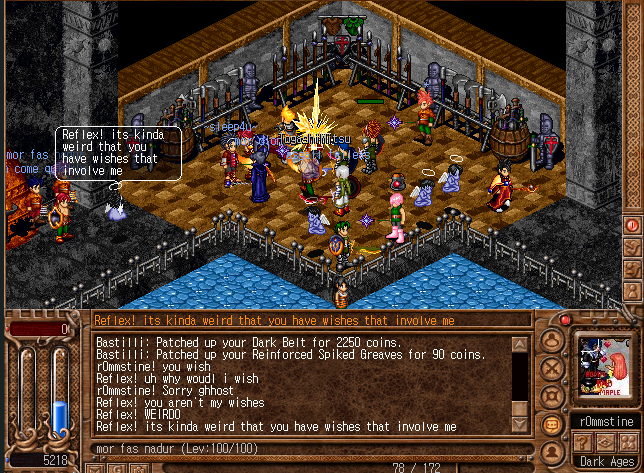 sleep4u~
Reflex! its kinda
weird that you
have wishes that
involve me
mor fas
i come
Reflex! its kinda weird that you have wishes that involve me
Bastilli: Patched up your Dark Belt for 2250 coins.
Bastilli: Patched up your Reinforced Spiked Greaves for 90 coins.
rOmmstine! you wish
Reflex! uh why woudl i wish
rOmmstine! Sorry ghhost
Reflex! you aren't my wishes
Reflex! WEIRDO
Reflex! its kinda weird that you have wishes that involve me
mor fas nadur (Lev:100/100)
0
5218
78 / 172
MAPLE
rOmmstine
Dark Ages